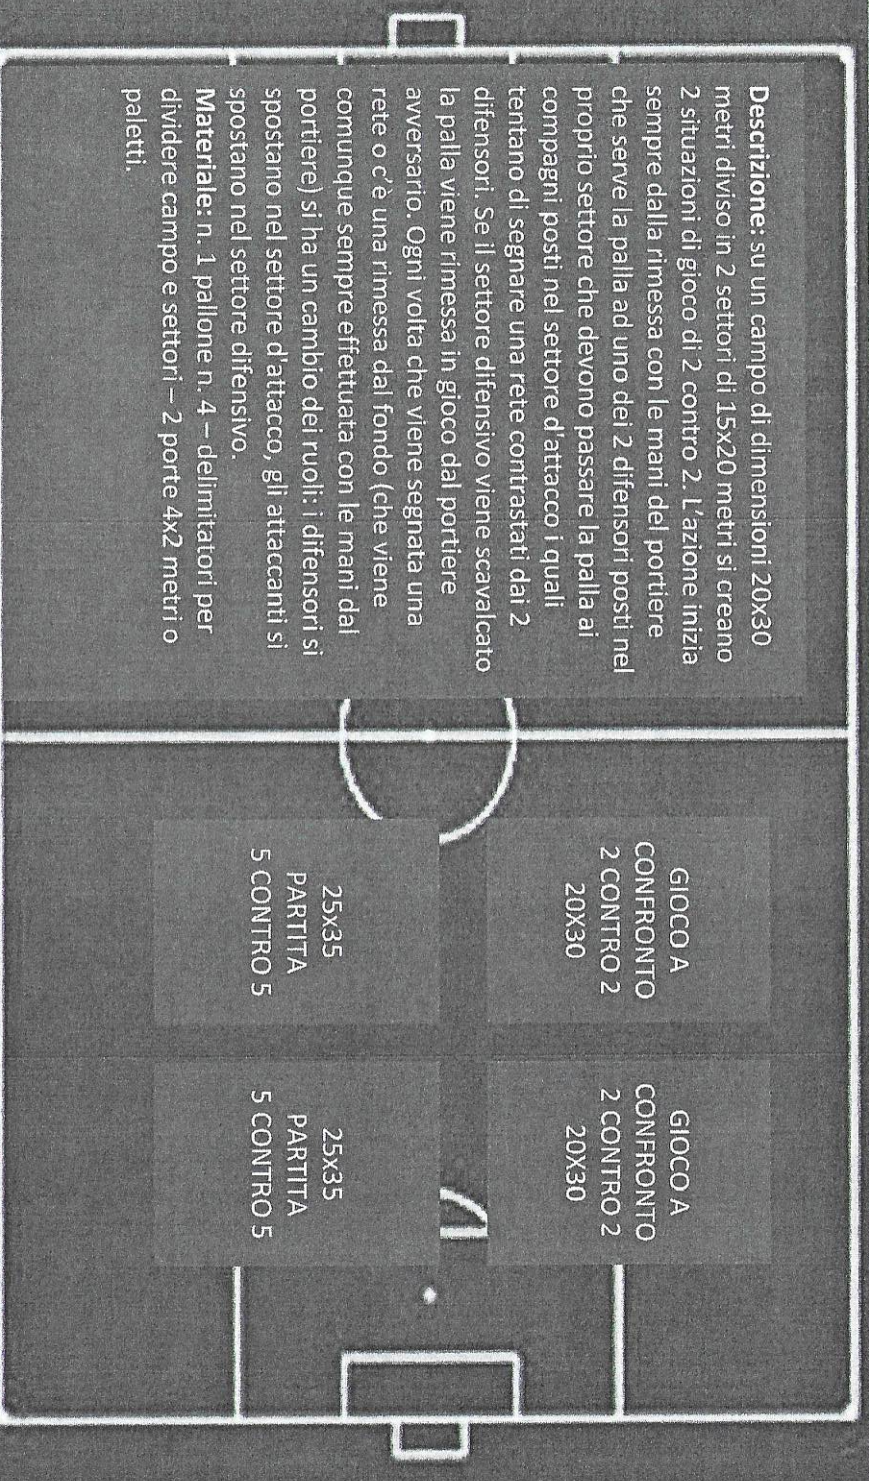 Descrizione: su un campo di dimensioni 20x30
metri diviso in 2 settori di 15x20 metri si creano
2 situazioni di gioco di 2 contro 2. L'azione inizia
sempre dalla rimessa con le mani del portiere
che serve la palla ad uno dei 2 difensori posti nel
proprio settore che devono passare la palla ai
compagni posti nel settore d'attacco i quali
tentano di segnare una rete contrastati dai 2
difensori. Se il settore difensivo viene scavalcato
la palla viene rimessa in gioco dal portiere
avversario. Ogni volta che viene segnata una
rete o c'è una rimessa dal fondo (che viene
comunque sempre effettuata con le mani dal
portiere) si ha un cambio dei ruoli: i difensori si
spostano nel settore d'attacco, gli attaccanti si
spostano nel settore difensivo.
Materiale: n. 1 pallone n. 4 – delimitatori per
dividere campo e settori – 2 porte 4x2 metri o
paletti.
GIOCO A
CONFRONTO
2 CONTRO 2
20X30
GIOCO A
CONFRONTO
2 CONTRO 2
20X30
25X35
PARTITA
5 CONTRO 5
25X35
PARTITA
5 CONTRO 5